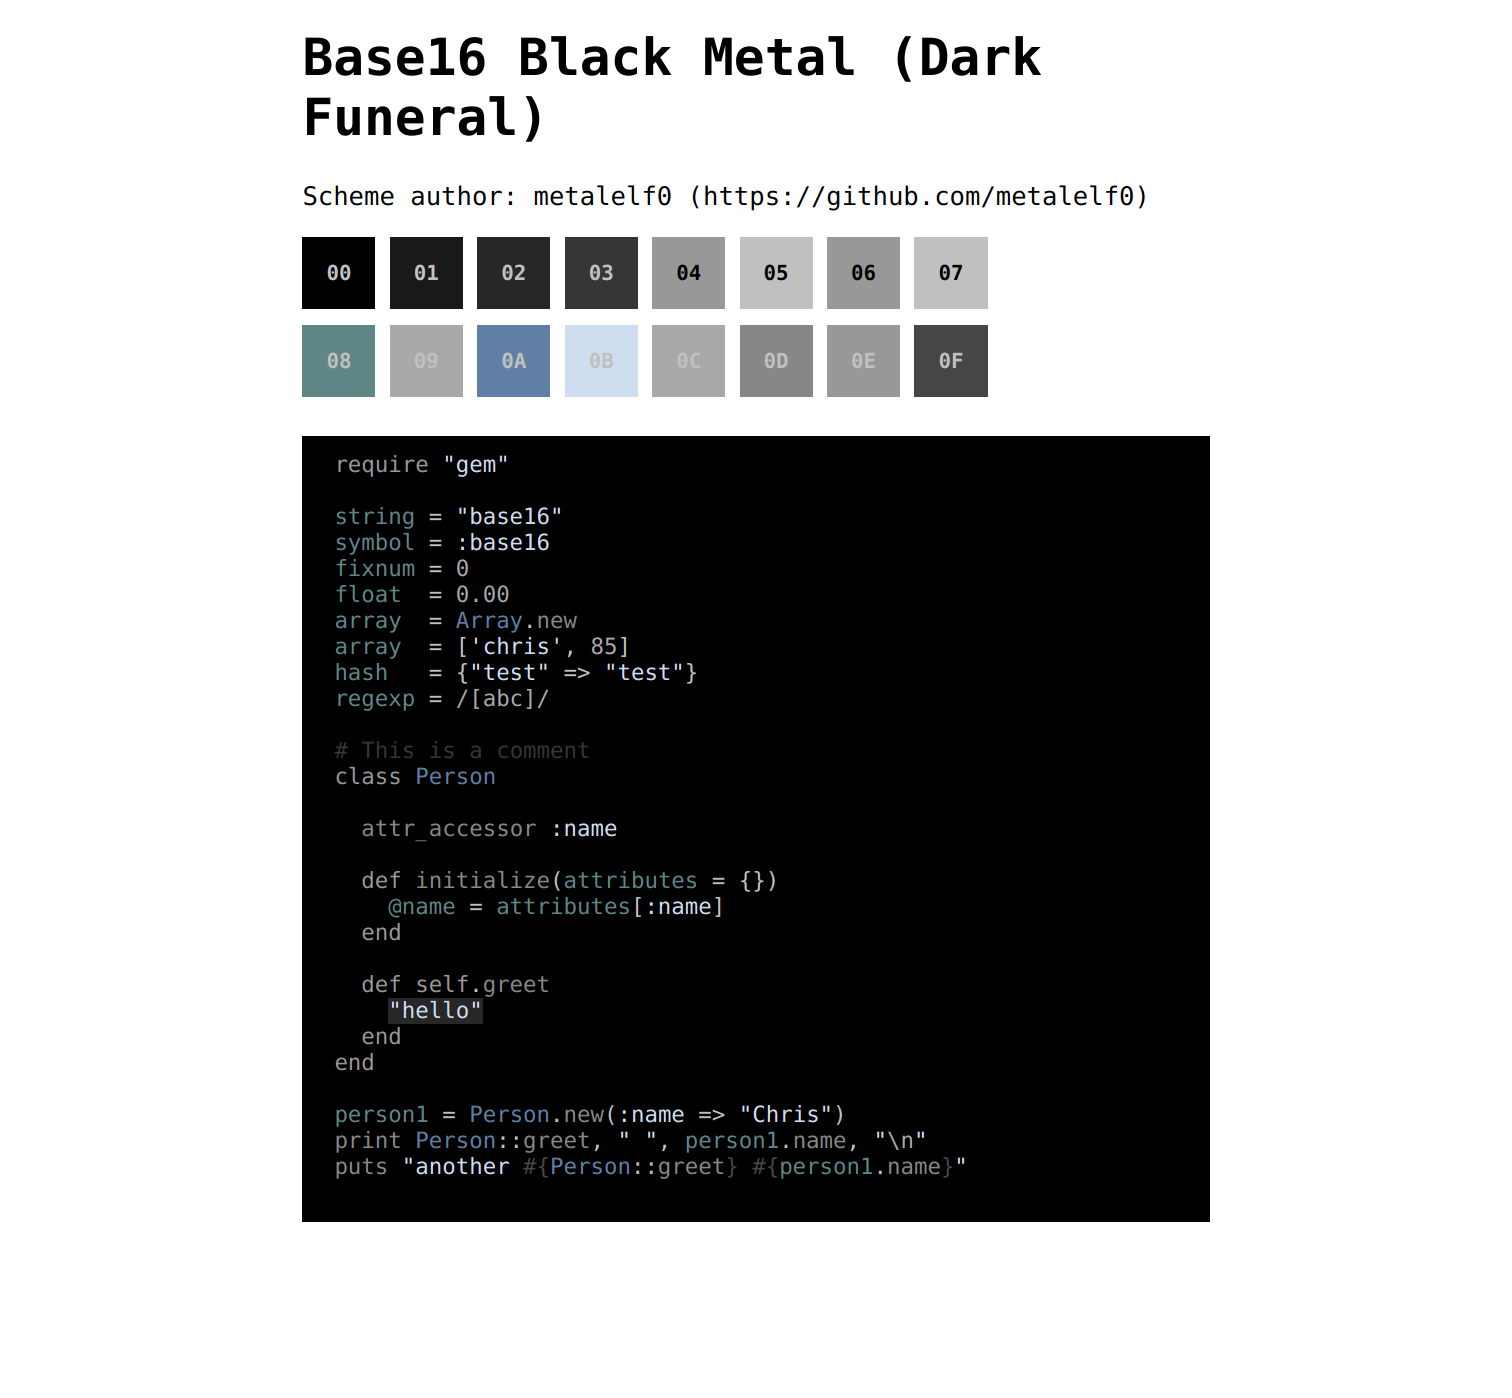 Base16 Black Metal (Dark
Funeral)
Scheme author: metalelf0 (https://github.com/metalelf0)
00 01 02 03 04 05 06 07
08 09 0A 0B 0C 0D 0E 0F
require "gem"
string = "base16"
symbol = :base16
fixnum = 0
float  = 0.00
array  = Array.new
array  = ['chris', 85]
hash   = {"test" => "test"}
regexp = /[abc]/
# This is a comment
class Person
  attr_accessor :name
  def initialize(attributes = {})
    @name = attributes[:name]
  end
  def self.greet
    "hello"
  end
end
person1 = Person.new(:name => "Chris")
print Person::greet, " ", person1.name, "\n"
puts "another #{Person::greet} #{person1.name}"